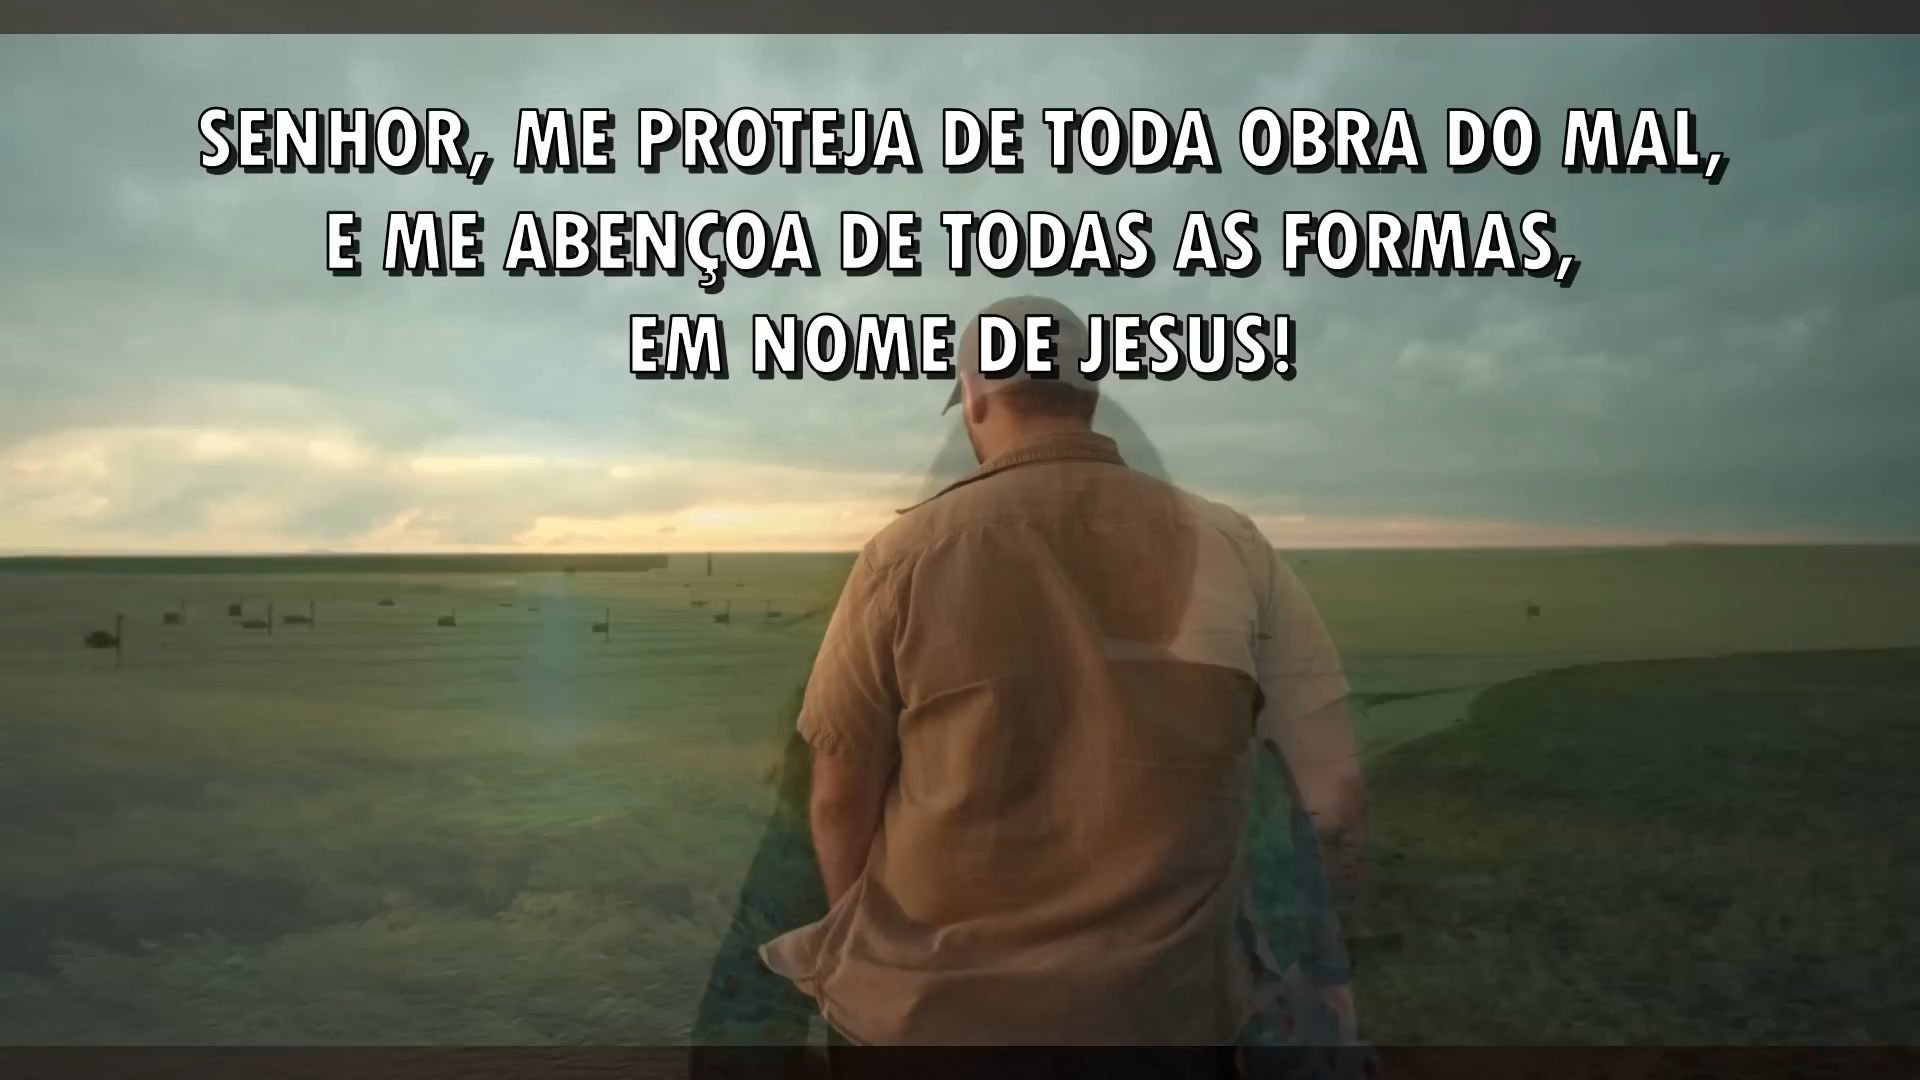 SENHOR, ME PROTEJA DE TODA OBRA DO MAL,
E ME ABENÇOA DE TODAS AS FORMAS,
EM NOME DE JESUS!